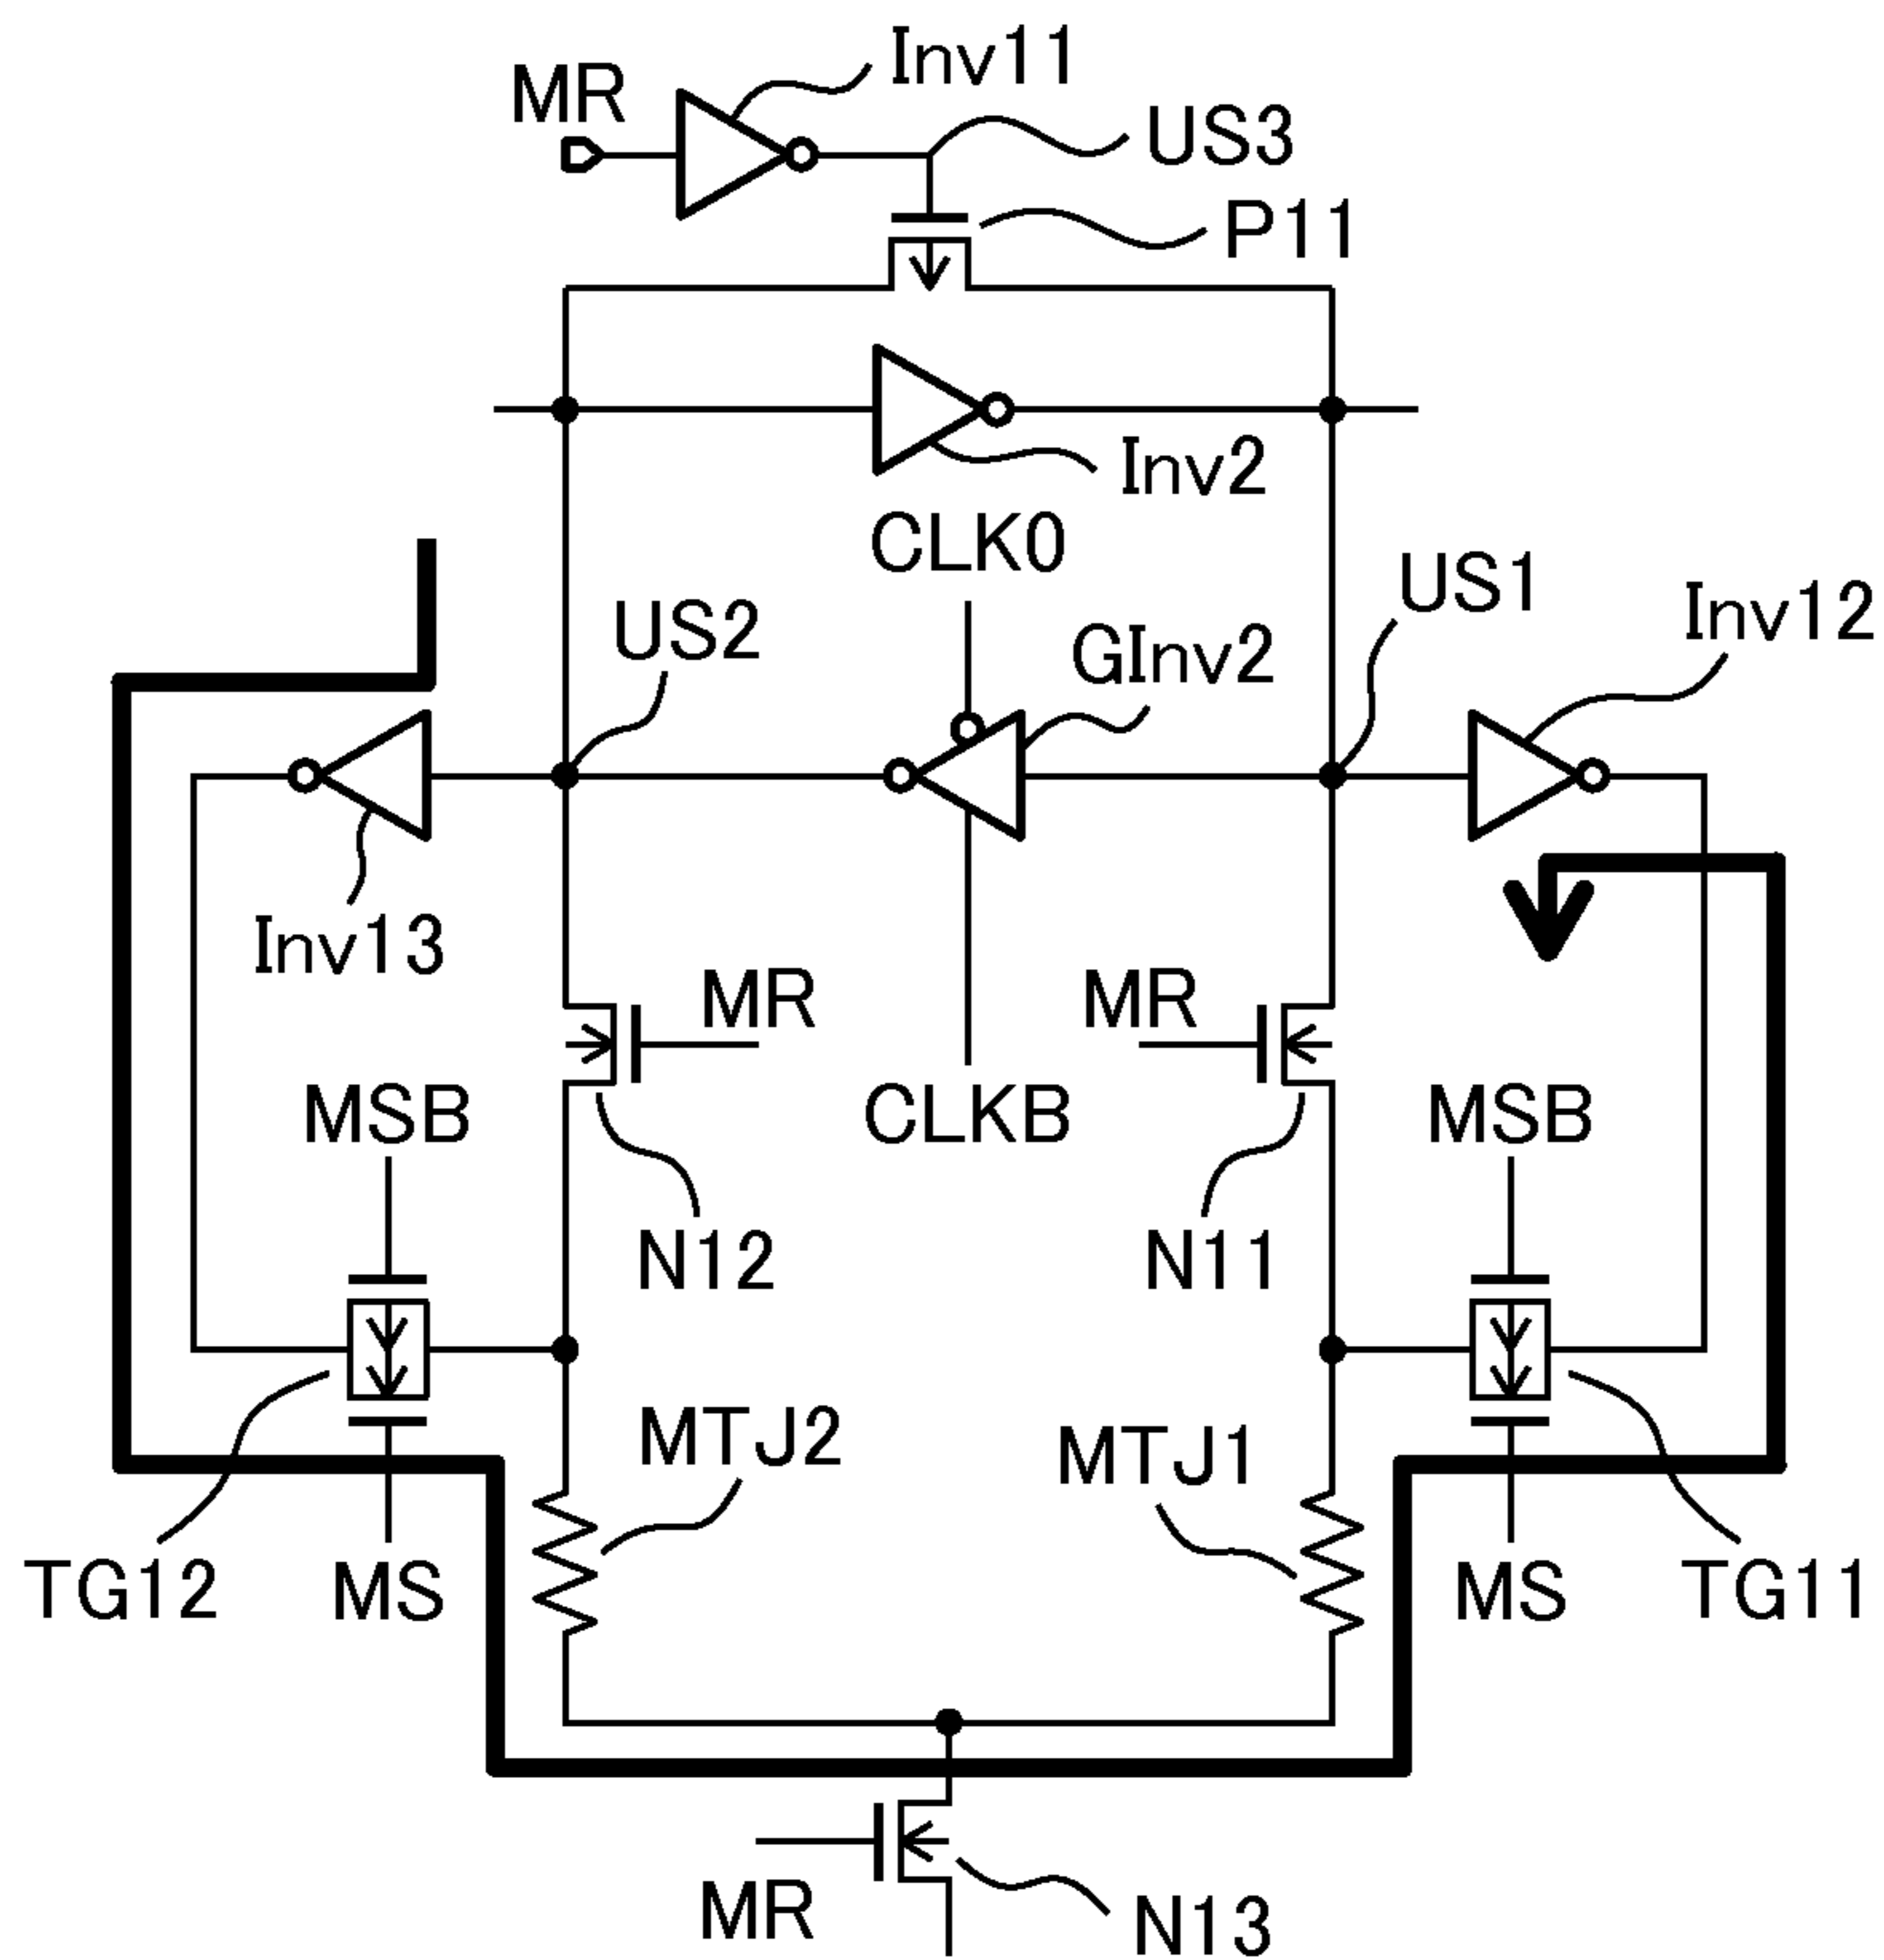 Inv11
MR
US3
P11
Inv2
CLK0
US1
Inv12
US2
GInv2
Inv13
MR
MR
MSB
CLKB
MSB
N12
N11
MTJ2
MTJ1
TG12
MS
MS
TG11
MR
N13